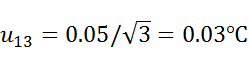 u₁₃ = 0.05/√3 = 0.03°C